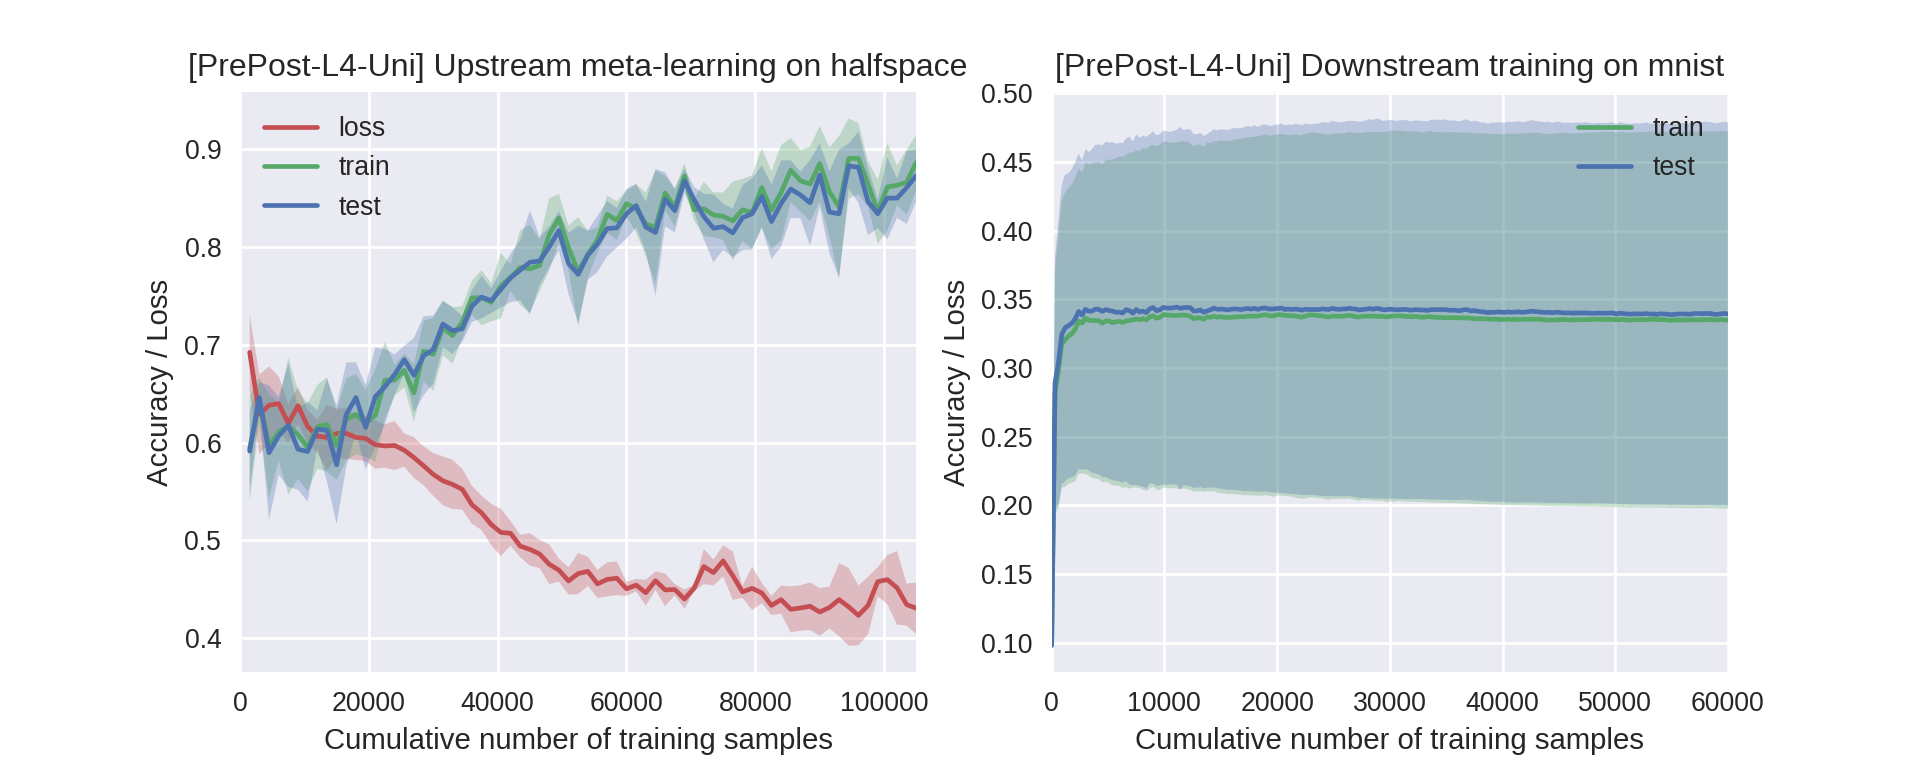 [PrePost-L4-Uni] Upstream meta-learning on halfspace
loss
train
test
0.9
0.8
0.7
0.6
0.5
0.4
Accuracy / Loss
0
20000
40000
60000
80000
100000
Cumulative number of training samples
[PrePost-L4-Uni] Downstream training on mnist
train
test
0.50
0.45
0.40
0.35
0.30
0.25
0.20
0.15
0.10
Accuracy / Loss
0
10000
20000
30000
40000
50000
60000
Cumulative number of training samples